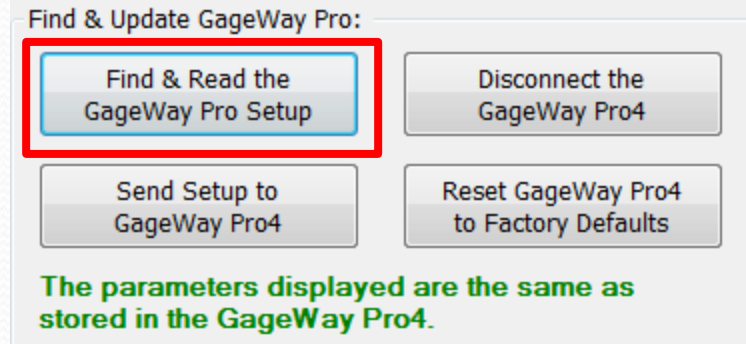 Find & Update GageWay Pro:
Find & Read the
GageWay Pro Setup
Disconnect the
GageWay Pro4
Send Setup to
GageWay Pro4
Reset GageWay Pro4
to Factory Defaults
The parameters displayed are the same as
stored in the GageWay Pro4.